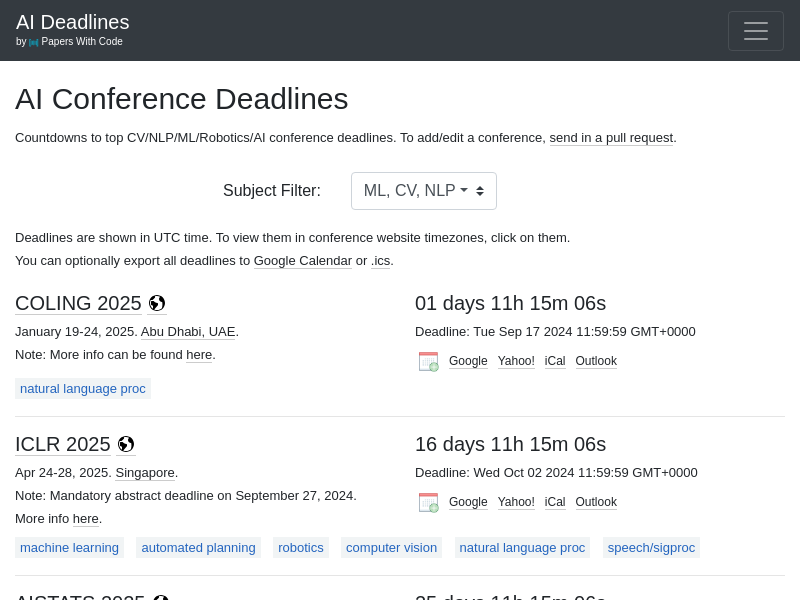 AI Deadlines
by Papers With Code
AI Conference Deadlines
Countdowns to top CV/NLP/ML/Robotics/AI conference deadlines. To add/edit a conference, send in a pull request.
Subject Filter: ML, CV, NLP
Deadlines are shown in UTC time. To view them in conference website timezones, click on them.
You can optionally export all deadlines to Google Calendar or .ics.
COLING 2025
01 days 11h 15m 06s
January 19-24, 2025. Abu Dhabi, UAE.
Deadline: Tue Sep 17 2024 11:59:59 GMT+0000
Note: More info can be found here.
Google Yahoo! iCal Outlook
natural language proc
ICLR 2025
16 days 11h 15m 06s
Apr 24-28, 2025. Singapore.
Deadline: Wed Oct 02 2024 11:59:59 GMT+0000
Note: Mandatory abstract deadline on September 27, 2024.
More info here.
Google Yahoo! iCal Outlook
machine learning automated planning robotics computer vision natural language proc speech/sigproc
AISTATS 2025
25 days 11h 15m 06s